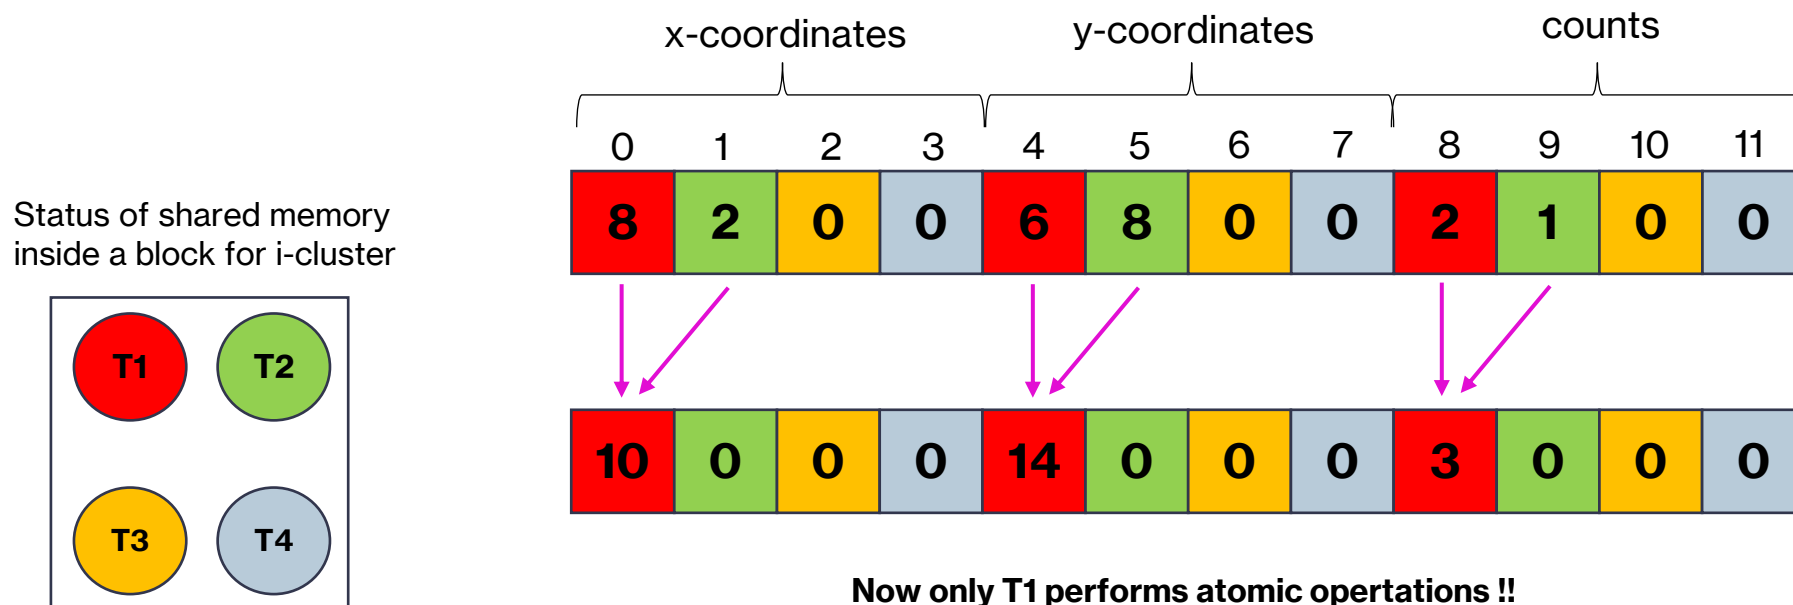 x-coordinates y-coordinates counts
0 1 2 3 4 5 6 7 8 9 10 11
8 2 0 0 6 8 0 0 2 1 0 0
Status of shared memory
inside a block for i-cluster
T1 T2
10 0 0 0 14 0 0 0 3 0 0 0
T3 T4
Now only T1 performs atomic opertations !!